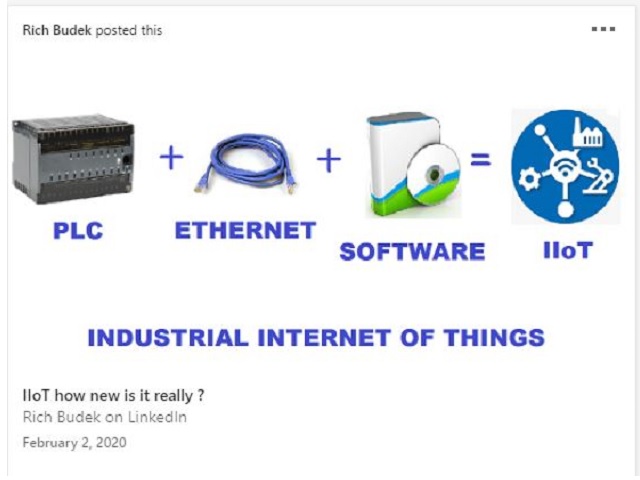 Rich Budek posted this
PLC + ETHERNET + SOFTWARE = IIoT
INDUSTRIAL INTERNET OF THINGS
IIoT how new is it really ?
Rich Budek on LinkedIn
February 2, 2020